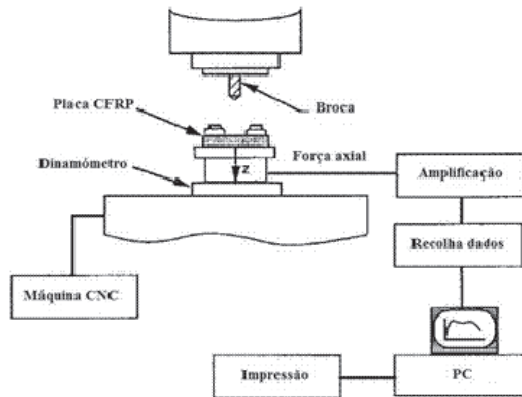 Placa CFRP
Broca
Dinamómetro
Força axial
z
Amplificação
Recolha dados
Máquina CNC
Impressão
PC